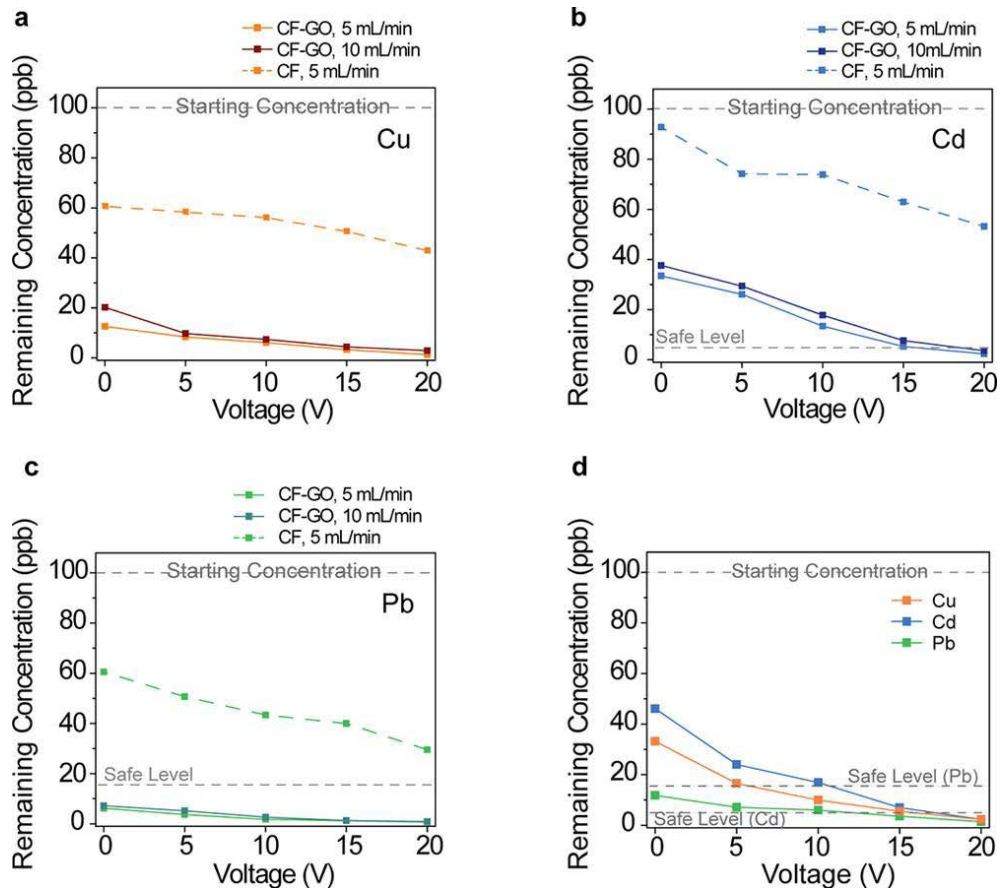 a
CF-GO, 5 mL/min
CF-GO, 10 mL/min
CF, 5 mL/min
Remaining Concentration (ppb)
100
80
60
40
20
0
Starting Concentration
Cu
0 5 10 15 20
Voltage (V)
b
CF-GO, 5 mL/min
CF-GO, 10mL/min
CF, 5 mL/min
Remaining Concentration (ppb)
100
80
60
40
20
0
Starting Concentration
Cd
Safe Level
0 5 10 15 20
Voltage (V)
c
CF-GO, 5 mL/min
CF-GO, 10 mL/min
CF, 5 mL/min
Remaining Concentration (ppb)
100
80
60
40
20
0
Starting Concentration
Pb
Safe Level
0 5 10 15 20
Voltage (V)
d
Remaining Concentration (ppb)
100
80
60
40
20
0
Starting Concentration
Cu
Cd
Pb
Safe Level (Pb)
Safe Level (Cd)
0 5 10 15 20
Voltage (V)